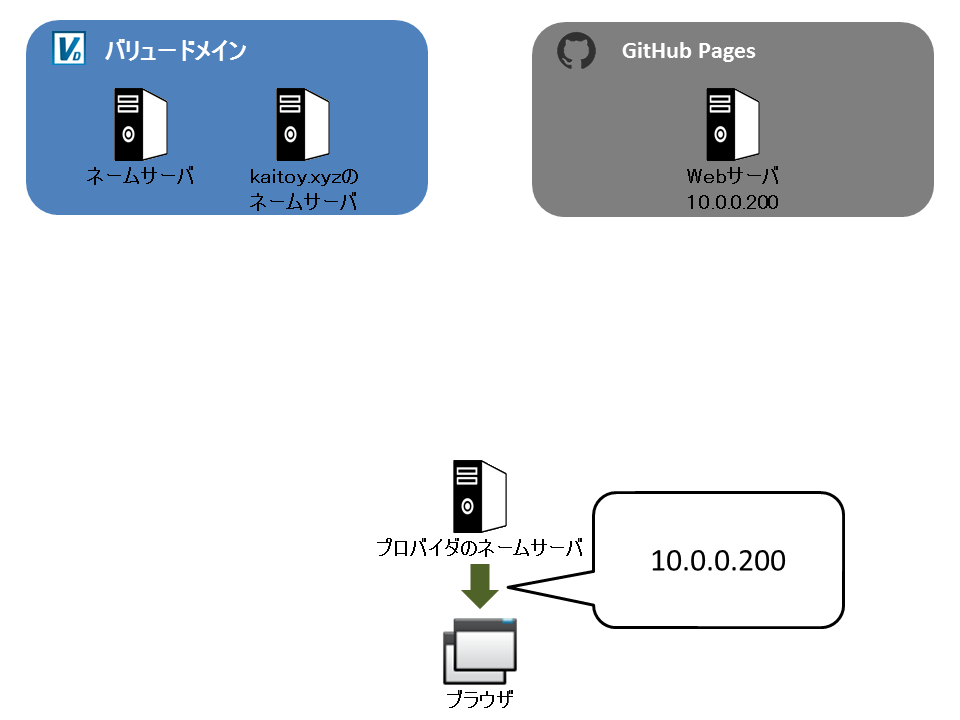 バリュードメイン
ネームサーバ
kaitoy.xyzの
ネームサーバ
GitHub Pages
Webサーバ
10.0.0.200
プロバイダのネームサーバ
10.0.0.200
ブラウザ